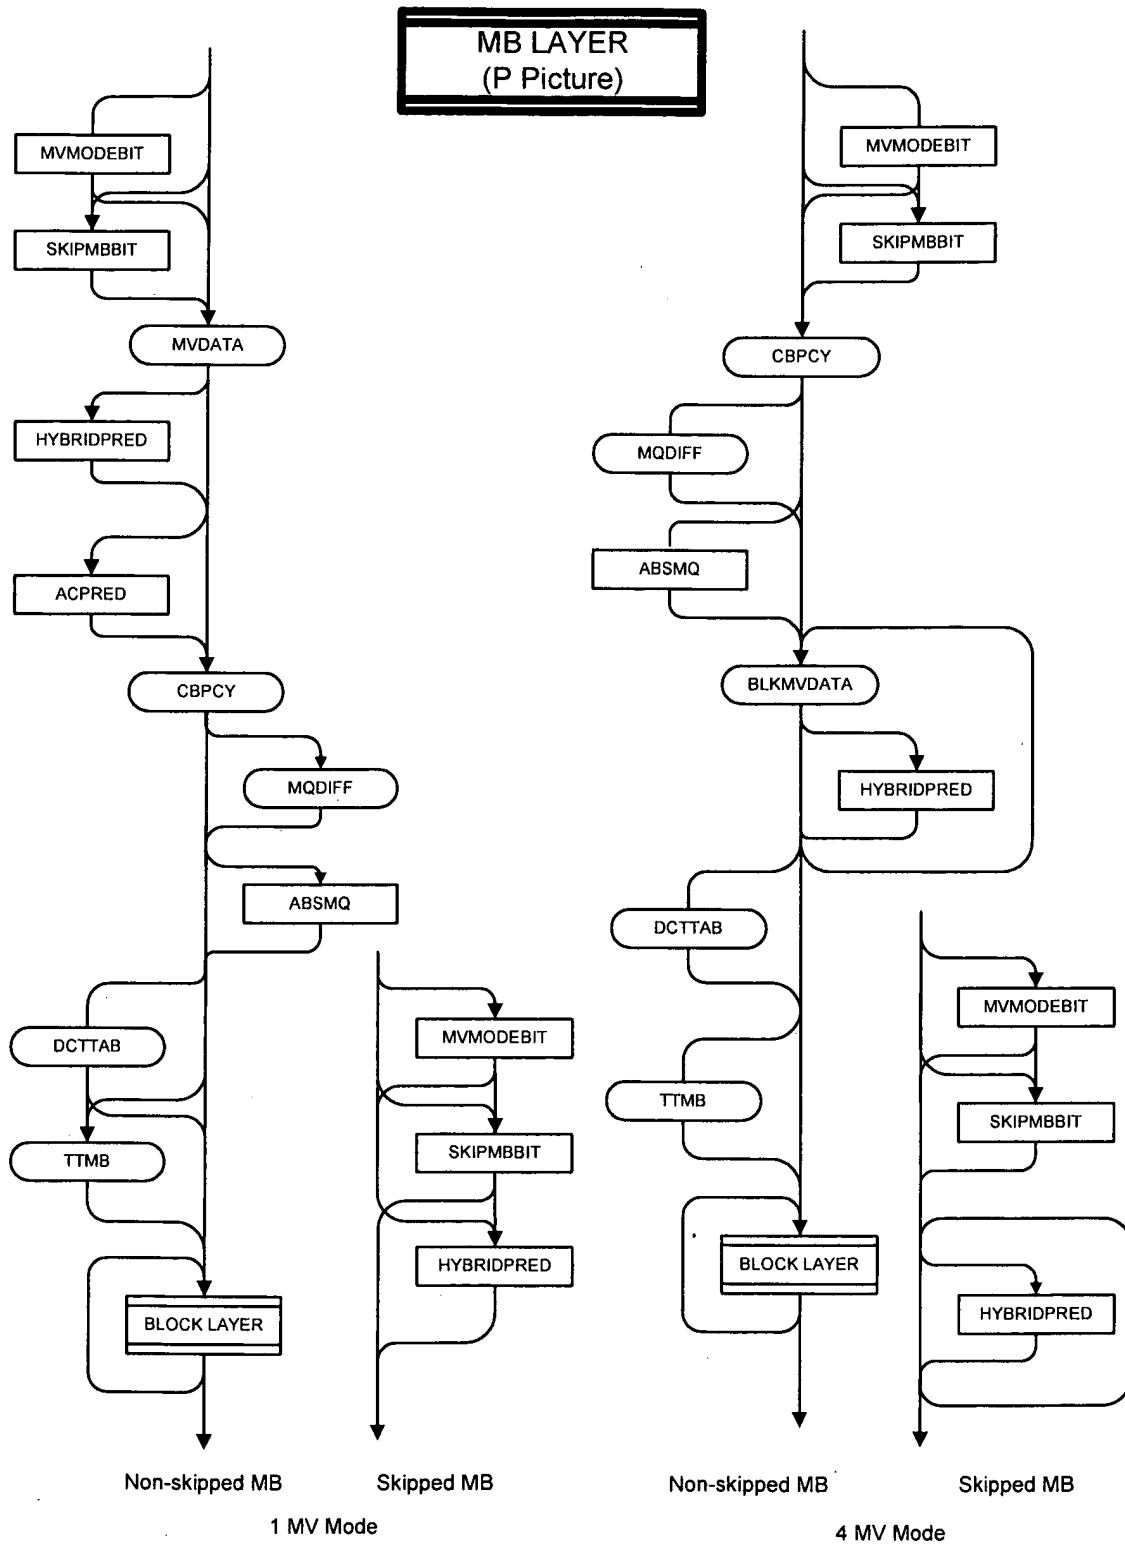 MB LAYER
(P Picture)
MVMODEBIT
SKIPMBBIT
MVDATA
HYBRIDPRED
ACPRED
CBPCY
MQDIFF
ABSMQ
DCTTAB
TTMB
BLOCK LAYER
Non-skipped MB
MVMODEBIT
SKIPMBBIT
HYBRIDPRED
Skipped MB
1 MV Mode
MVMODEBIT
SKIPMBBIT
CBPCY
MQDIFF
ABSMQ
BLKMVDATA
HYBRIDPRED
DCTTAB
TTMB
BLOCK LAYER
Non-skipped MB
MVMODEBIT
SKIPMBBIT
HYBRIDPRED
Skipped MB
4 MV Mode